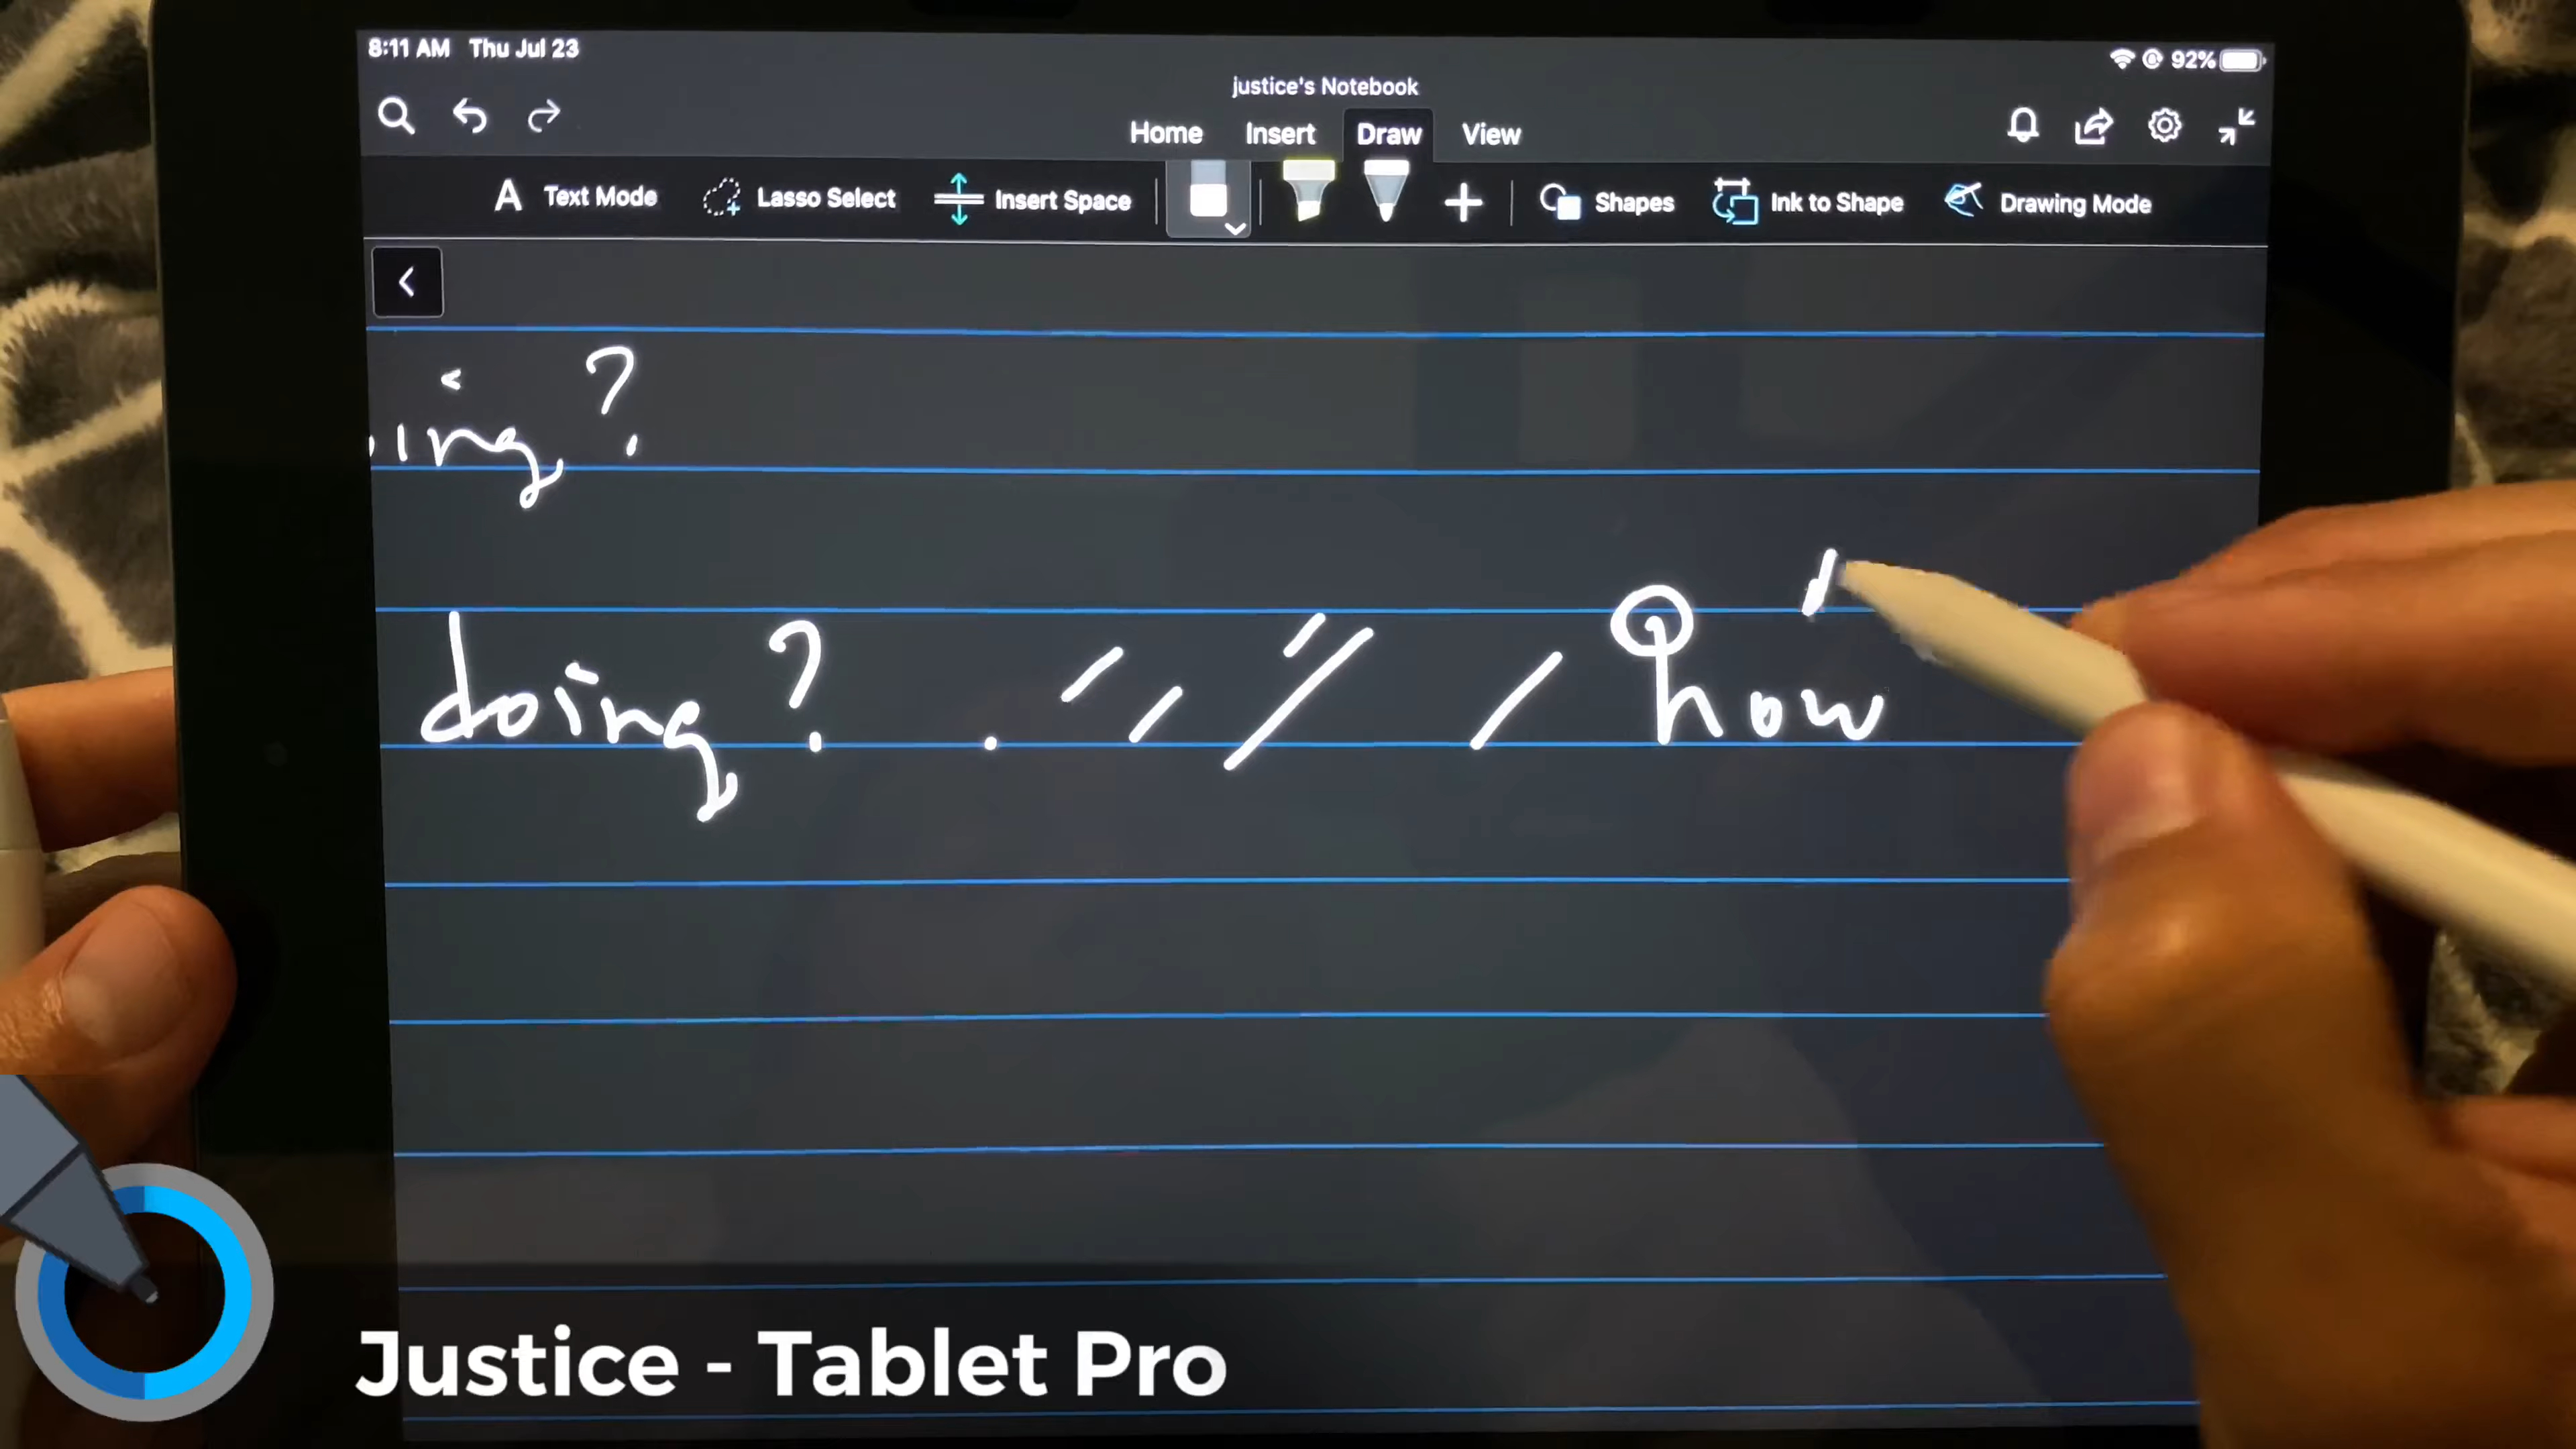 8:11 AM Thu Jul 23
92%
justice's Notebook
Home Insert Draw View
A Text Mode Lasso Select Insert Space Shapes Ink to Shape Drawing Mode
ing ?
doing? . / / / / / how
Justice - Tablet Pro